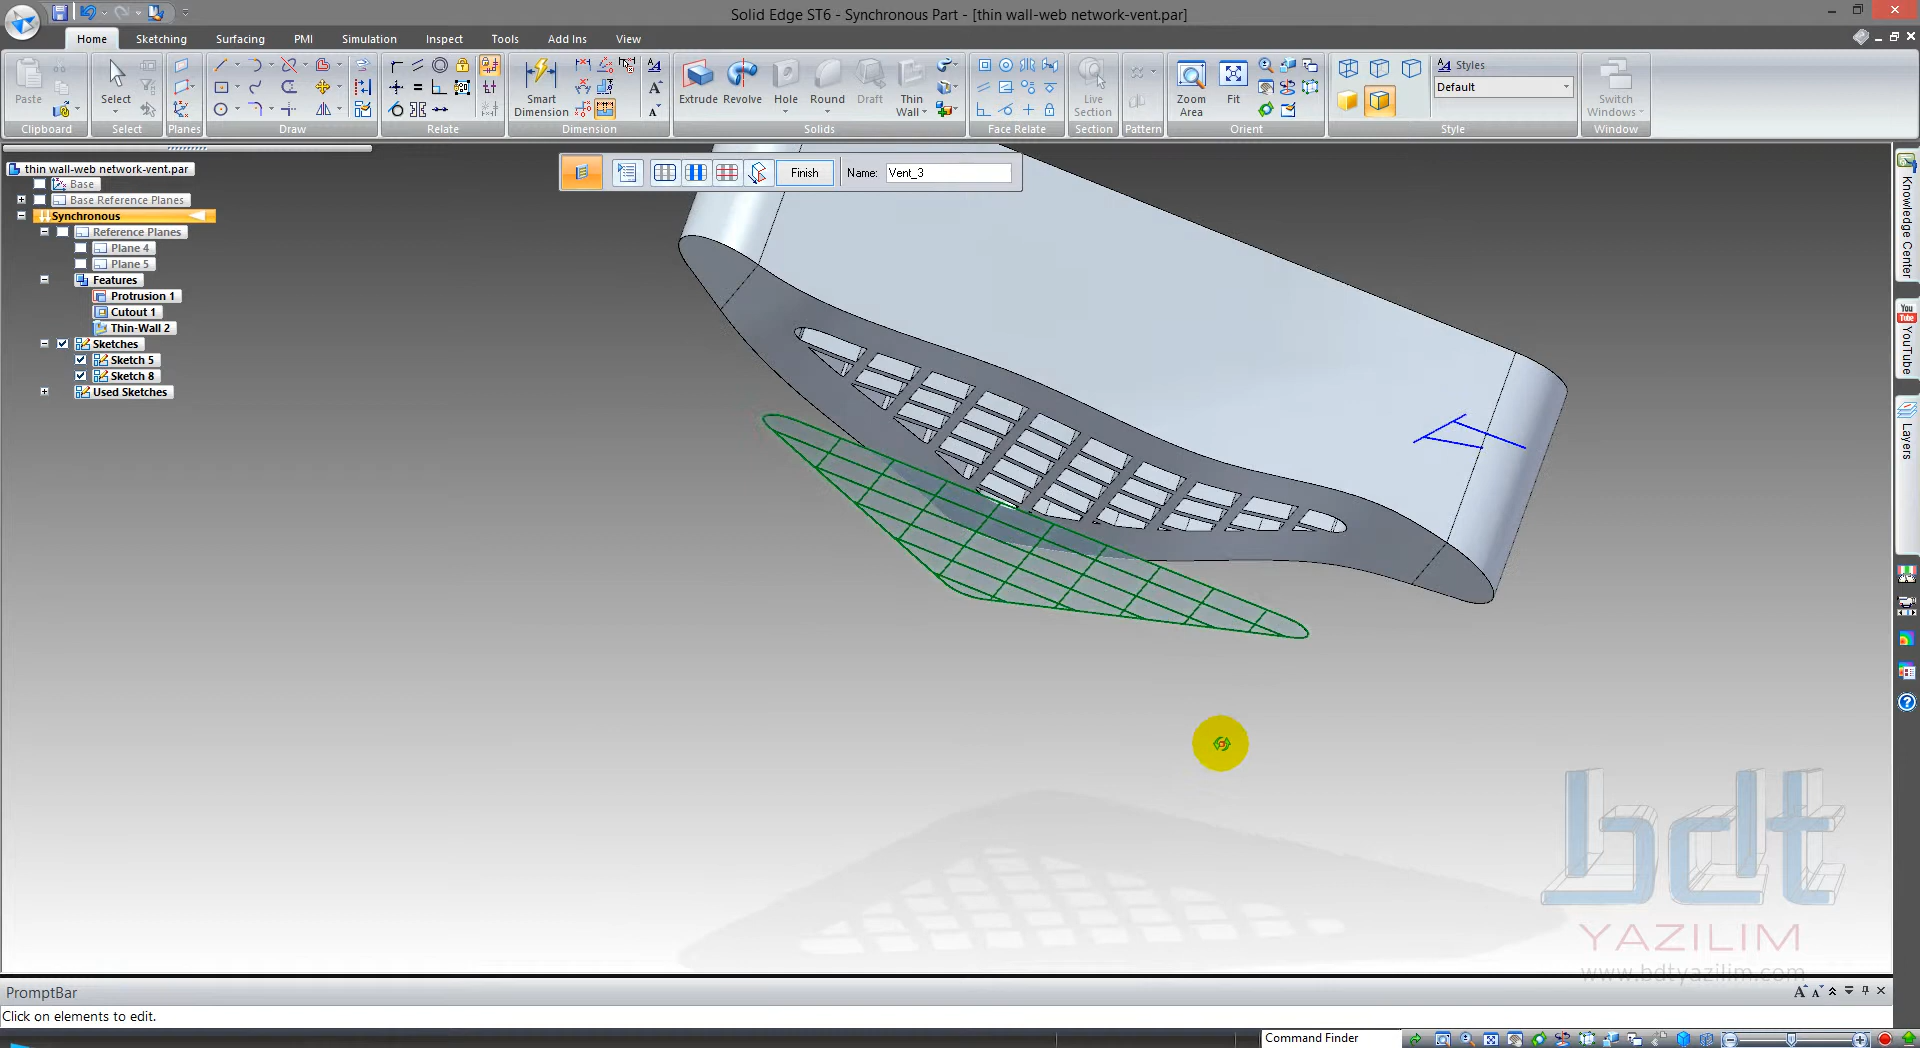 Solid Edge ST6 - Synchronous Part - [thin wall-web network-vent.par]
Home
Sketching
Surfacing
PMI
Simulation
Inspect
Tools
Add Ins
View
Paste
Clipboard
Select
Select
Planes
Draw
Relate
Smart
Dimension
Dimension
Extrude
Revolve
Hole
Round
Draft
Thin
Wall
Solids
Face Relate
Live
Section
Section
Pattern
Zoom
Area
Fit
Orient
Styles
Default
Style
Switch
Windows
Window
thin wall-web network-vent.par
Base
Base Reference Planes
Synchronous
Reference Planes
Plane 4
Plane 5
Features
Protrusion 1
Cutout 1
Thin-Wall 2
Sketches
Sketch 5
Sketch 8
Used Sketches
Finish
Name:
Vent_3
Knowledge Center
You
Tube
YouTube
Layers
bdt
YAZILIM
www.bdtyazilim.com
PromptBar
Click on elements to edit.
Command Finder